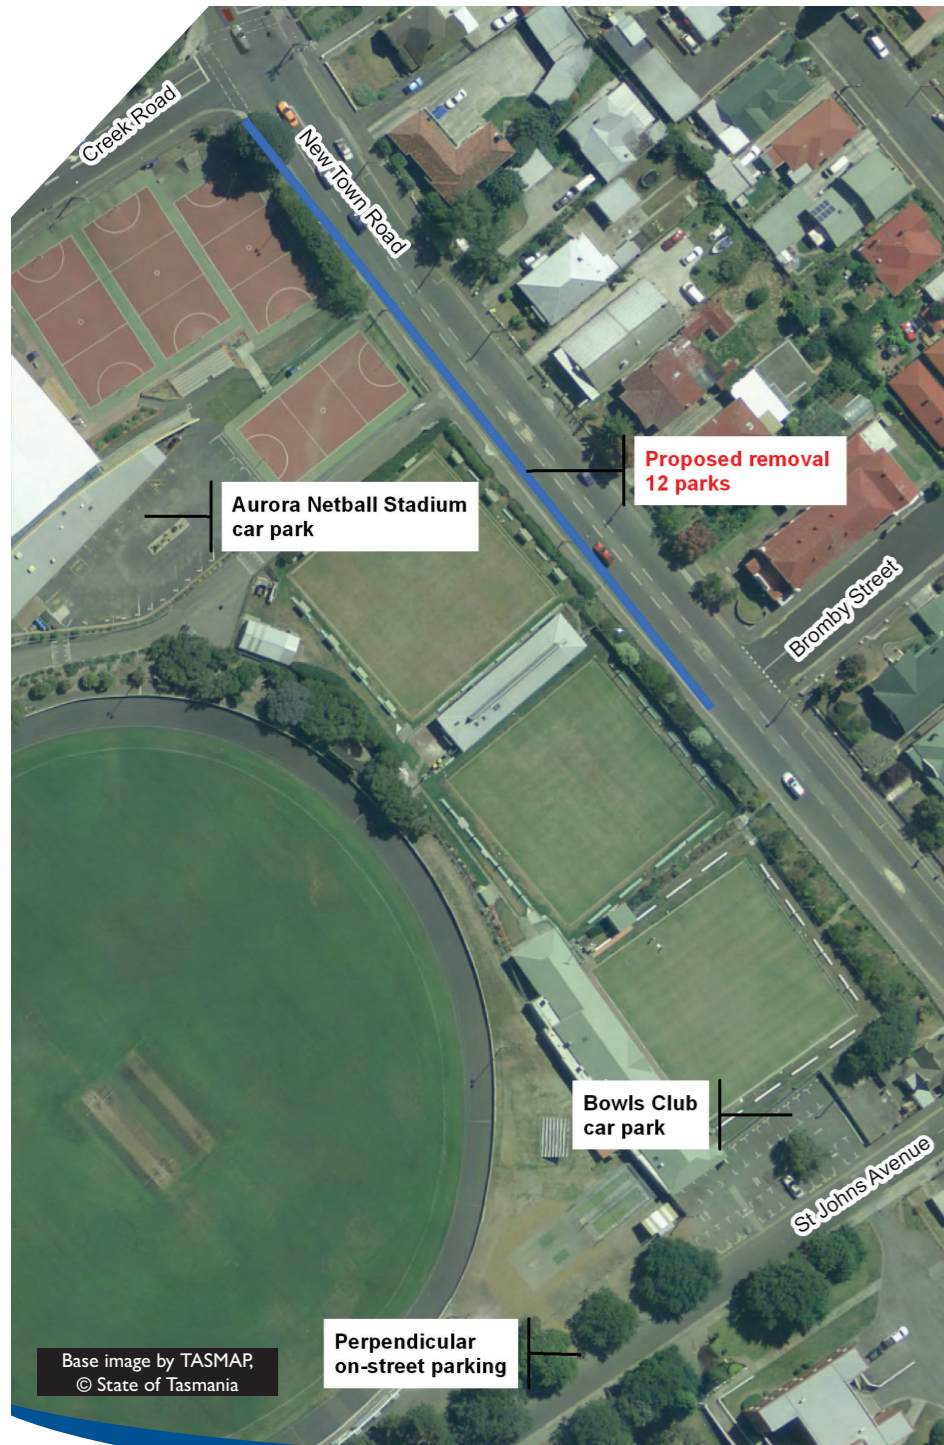 Creek Road
New Town Road
Proposed removal
12 parks
Aurora Netball Stadium
car park
Bromby Street
Bowls Club
car park
St Johns Avenue
Perpendicular
on-street parking
Base image by TASMAP,
© State of Tasmania